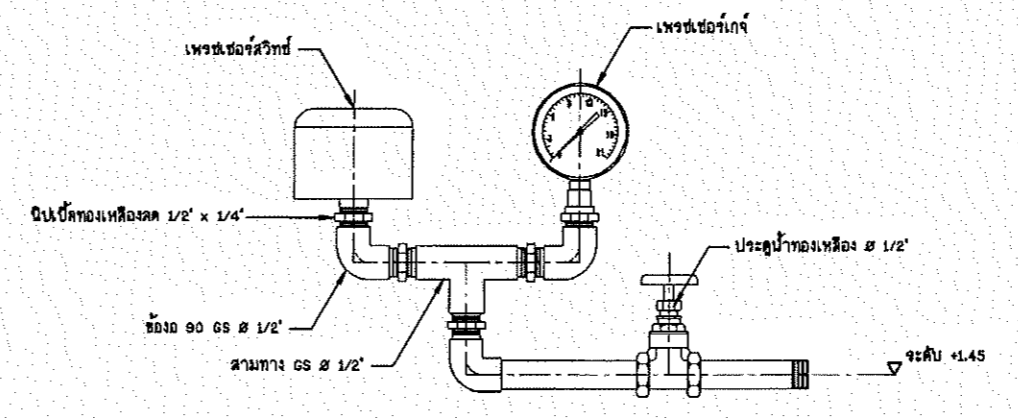 เพรชเชอร์เกจ์
เพรชเชอร์สวิทช์
นิปเปิ้ลทองเหลืองลด 1/2" x 1/4"
ประตูน้ำทองเหลือง Ø 1/2"
ข้องอ 90 GS Ø 1/2"
สามทาง GS Ø 1/2"
ระดับ +1.45